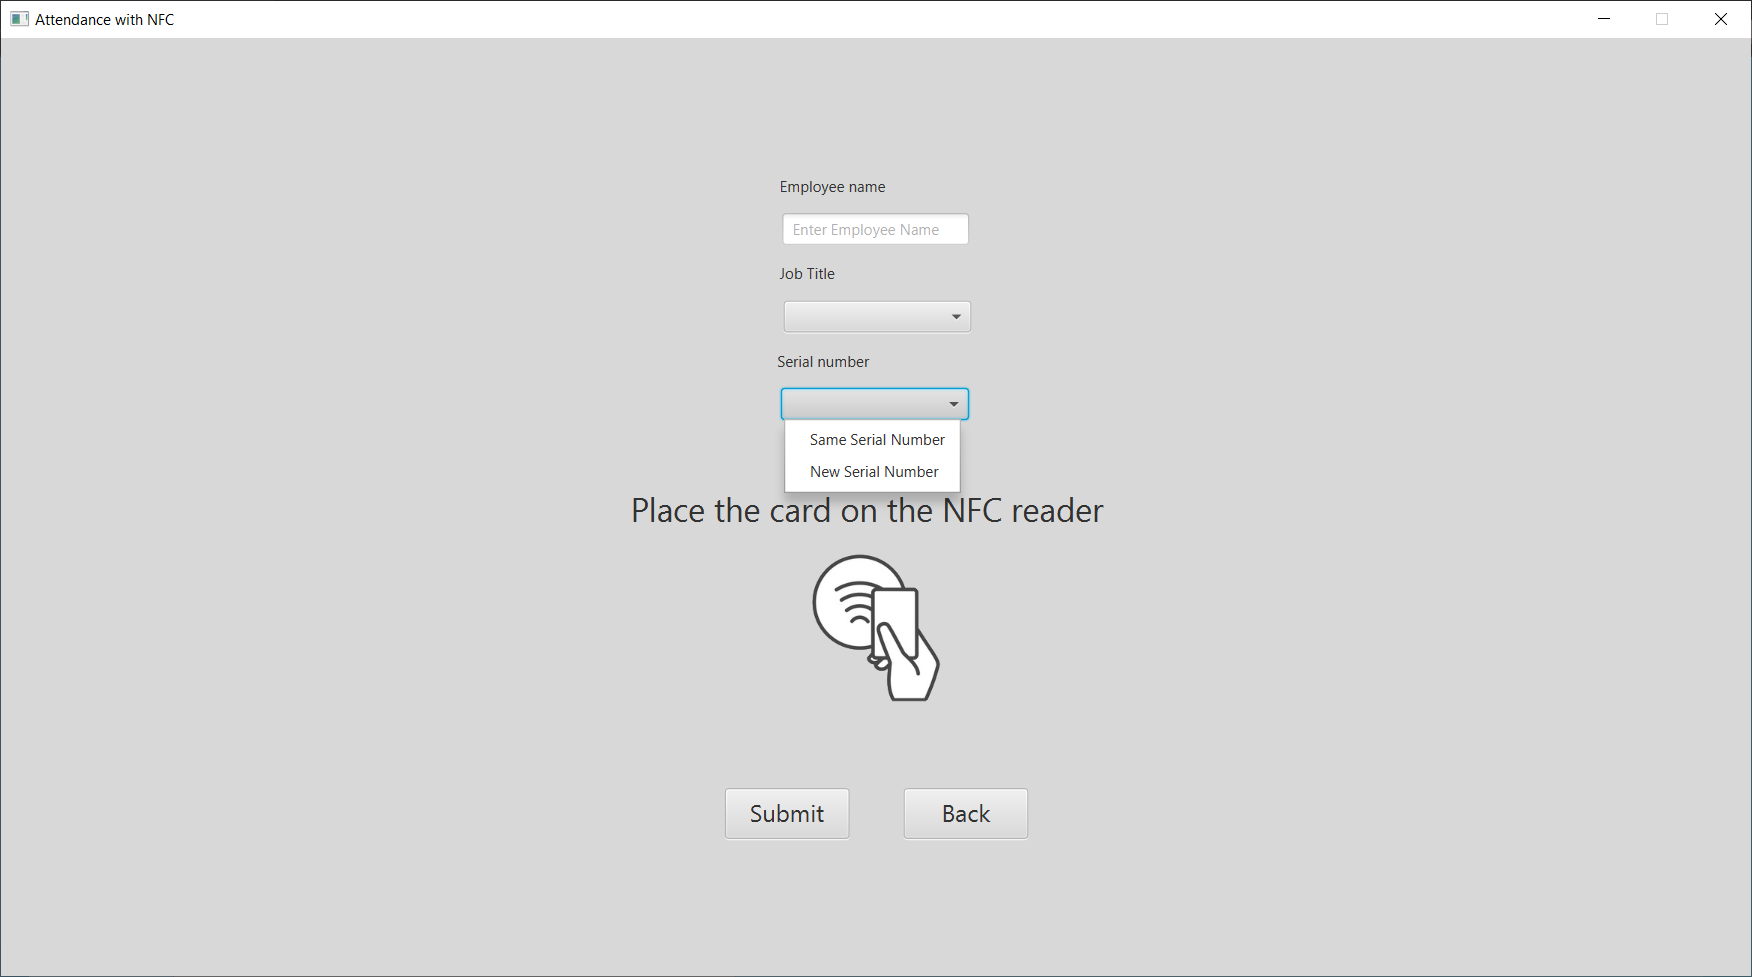 Attendance with NFC
Employee name
Enter Employee Name
Job Title
Serial number
Same Serial Number
New Serial Number
Place the card on the NFC reader
Submit
Back